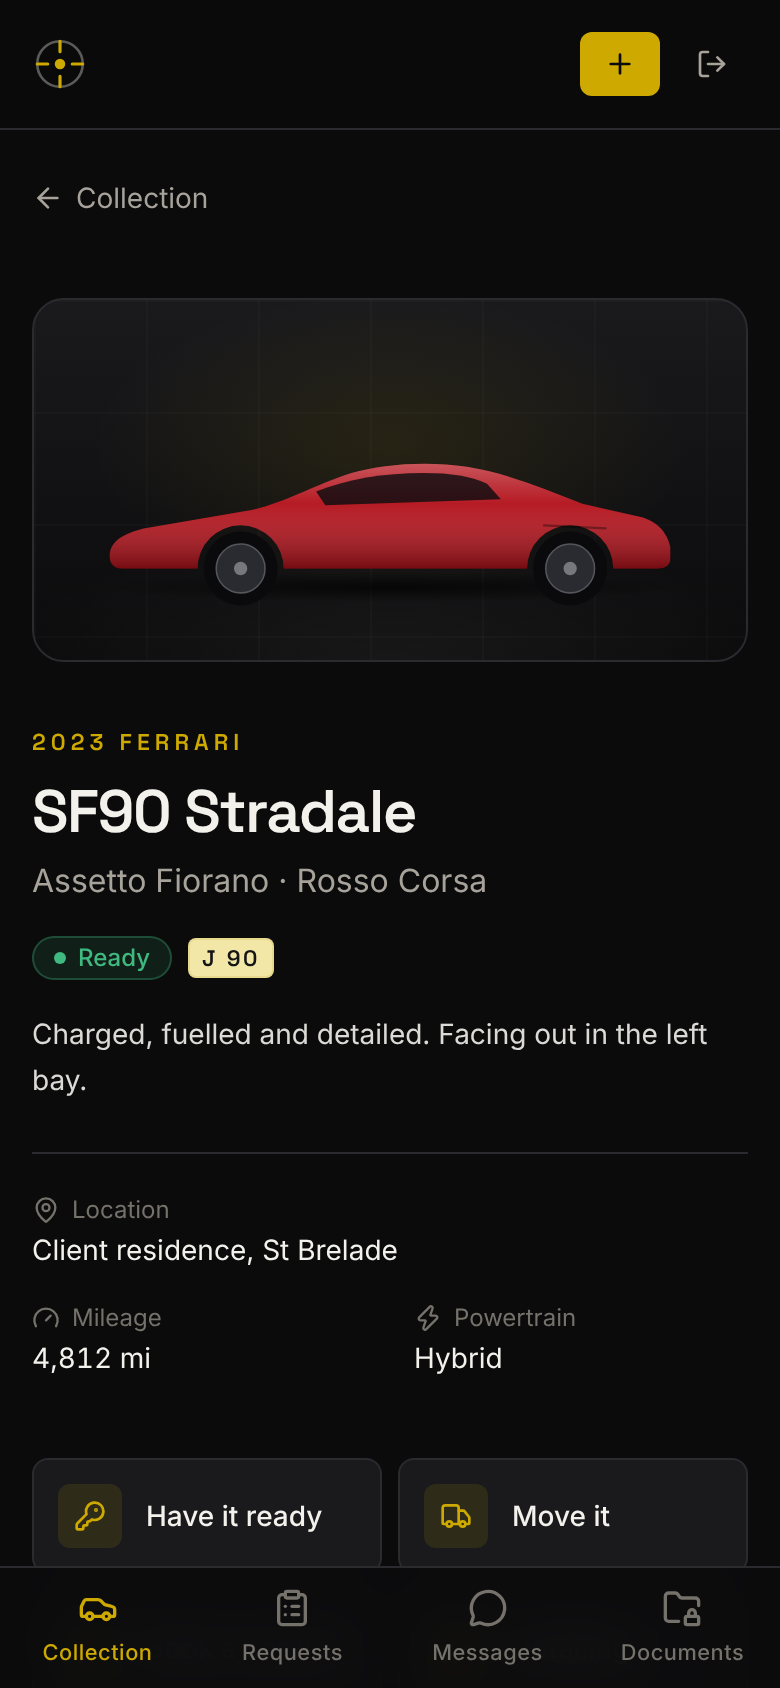 Collection
2023 FERRARI
SF90 Stradale
Assetto Fiorano · Rosso Corsa
Ready
J 90
Charged, fuelled and detailed. Facing out in the left
bay.
Location
Client residence, St Brelade
Mileage
Powertrain
4,812 mi
Hybrid
Have it ready
Move it
Collection
Requests
Messages
Documents